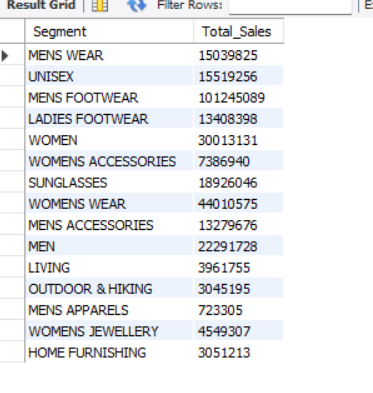 Result Grid Filter Rows:
Segment Total_Sales
MENS WEAR 15039825
UNISEX 15519256
MENS FOOTWEAR 101245089
LADIES FOOTWEAR 13408398
WOMEN 30013131
WOMENS ACCESSORIES 7386940
SUNGLASSES 18926046
WOMENS WEAR 44010575
MENS ACCESSORIES 13279676
MEN 22291728
LIVING 3961755
OUTDOOR & HIKING 3045195
MENS APPARELS 723305
WOMENS JEWELLERY 4549307
HOME FURNISHING 3051213